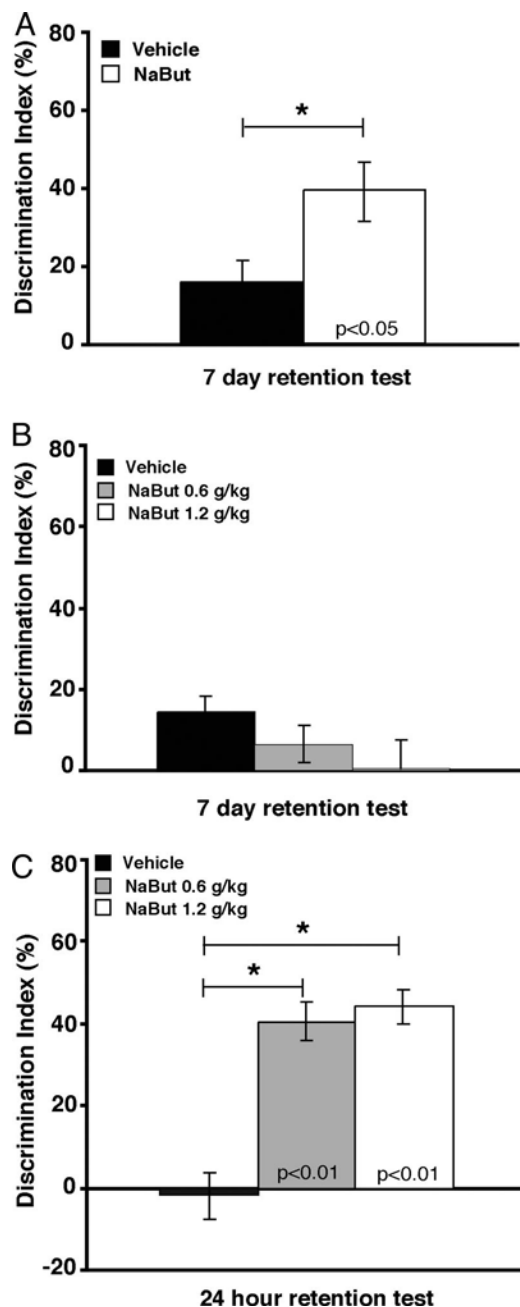 A
Discrimination Index (%)
80
60
40
20
0
Vehicle
NaBut
*
p<0.05
7 day retention test
B
Discrimination Index (%)
80
60
40
20
0
Vehicle
NaBut 0.6 g/kg
NaBut 1.2 g/kg
7 day retention test
C
Discrimination Index (%)
80
60
40
20
0
-20
Vehicle
NaBut 0.6 g/kg
NaBut 1.2 g/kg
*
*
p<0.01 p<0.01
24 hour retention test